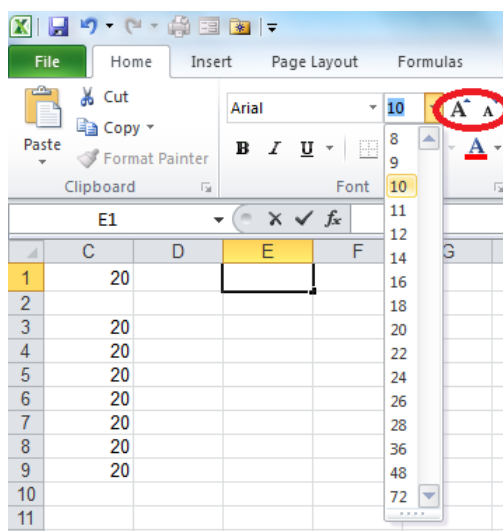 File Home Insert Page Layout Formulas
Cut
Copy
Paste
Format Painter
Clipboard
Arial 10 A A
B I U A
Font
8
9
10
11
12
14
16
18
20
22
24
26
28
36
48
72
E1 fx
C D E F G
1 20
2
3 20
4 20
5 20
6 20
7 20
8 20
9 20
10
11